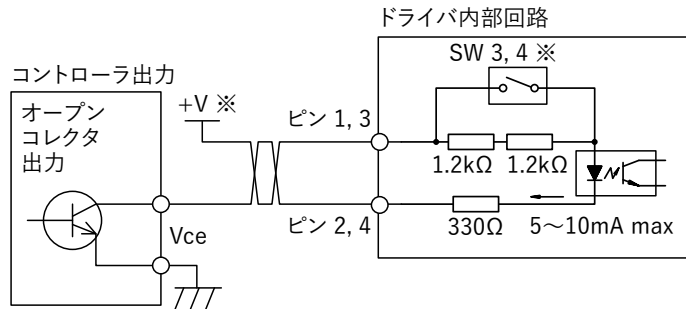 ドライバ内部回路
SW 3, 4 ※
コントローラ出力
オープン
コレクタ
出力
+V ※
ピン 1, 3
1.2kΩ
1.2kΩ
Vce
ピン 2, 4
330Ω
5～10mA max